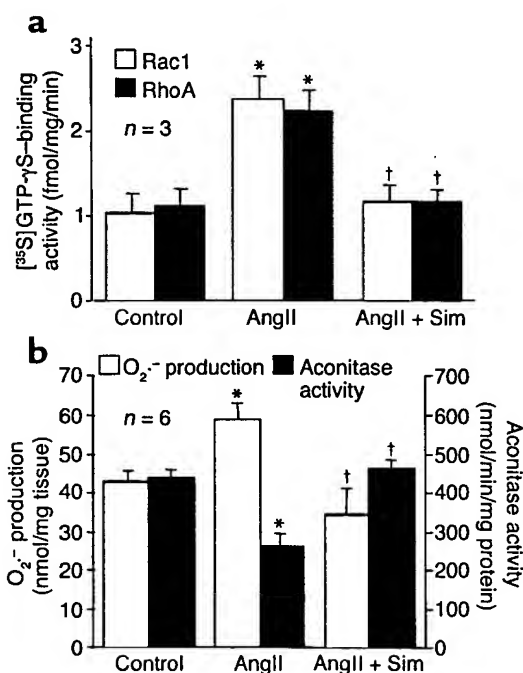 a
[³⁵S]GTP-γS–binding
activity (fmol/mg/min)
3
2
1
0
Rac1
RhoA
n = 3
*
*
†
†
Control
AngII
AngII + Sim
b
O₂·⁻ production
Aconitase
activity
n = 6
O₂·⁻ production
(nmol/mg tissue)
70
60
50
40
30
20
10
0
*
*
†
†
700
600
500
400
300
200
100
0
Aconitase activity
(nmol/min/mg protein)
Control
AngII
AngII + Sim